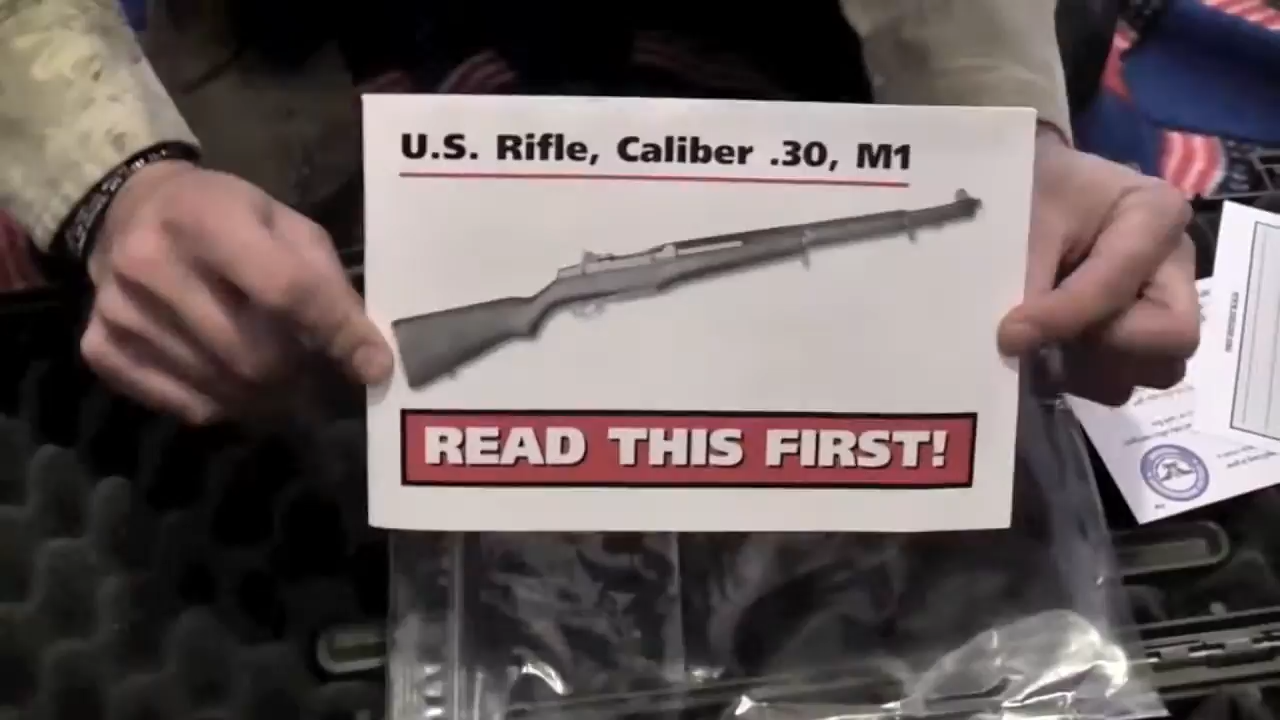 U.S. Rifle, Caliber .30, M1
READ THIS FIRST!